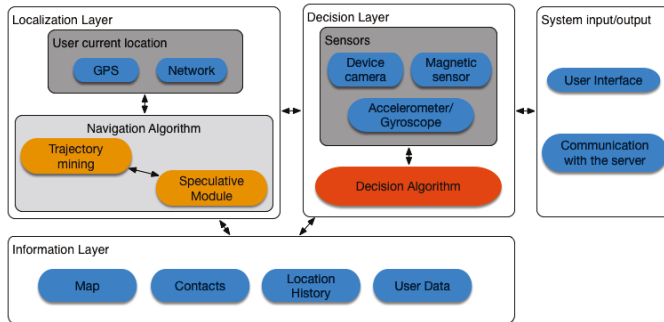 Localization Layer
User current location
GPS
Network
Navigation Algorithm
Trajectory
mining
Speculative
Module
Decision Layer
Sensors
Device
camera
Magnetic
sensor
Accelerometer/
Gyroscope
Decision Algorithm
System input/output
User Interface
Communication
with the server
Information Layer
Map
Contacts
Location
History
User Data